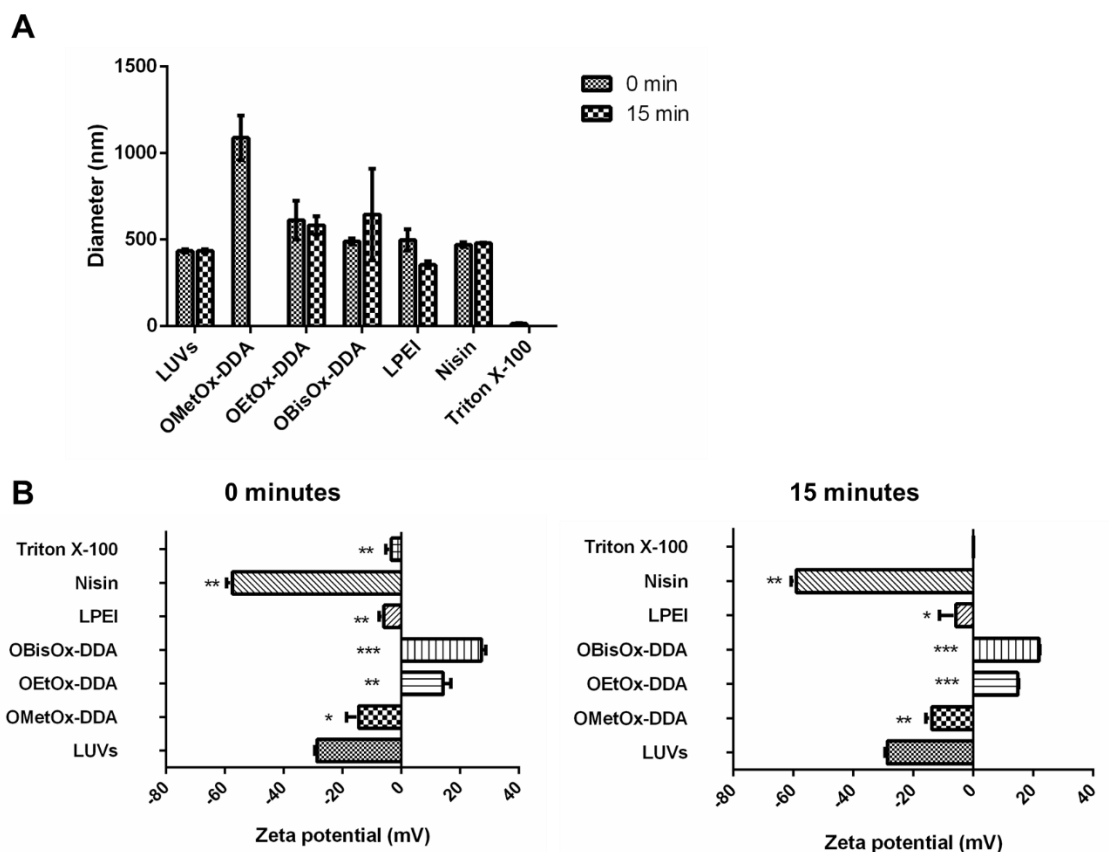 A
1500
1000
500
0
Diameter (nm)
0 min
15 min
LUVs
OMetOx-DDA
OEtOx-DDA
OBisOx-DDA
LPEI
Nisin
Triton X-100
B
0 minutes
Triton X-100
**
Nisin
**
LPEI
**
OBisOx-DDA
***
OEtOx-DDA
**
OMetOx-DDA
*
LUVs
-80 -60 -40 -20 0 20 40
Zeta potential (mV)
15 minutes
Triton X-100
Nisin
**
LPEI
*
OBisOx-DDA
***
OEtOx-DDA
***
OMetOx-DDA
**
LUVs
-80 -60 -40 -20 0 20 40
Zeta potential (mV)